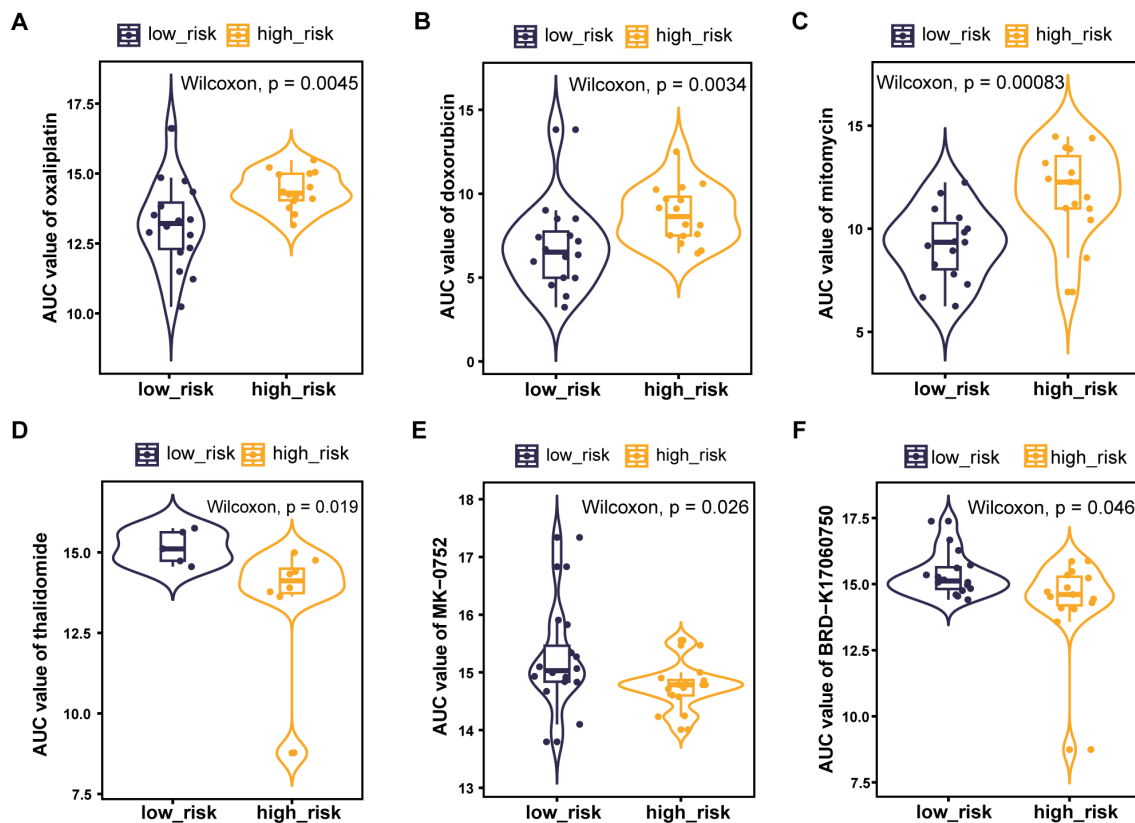 A
low_risk high_risk
Wilcoxon, p = 0.0045
AUC value of oxaliplatin
17.5
15.0
12.5
10.0
low_risk high_risk
B
low_risk high_risk
Wilcoxon, p = 0.0034
AUC value of doxorubicin
15
10
5
0
low_risk high_risk
C
low_risk high_risk
Wilcoxon, p = 0.00083
AUC value of mitomycin
15
10
5
low_risk high_risk
D
low_risk high_risk
Wilcoxon, p = 0.019
AUC value of thalidomide
15.0
12.5
10.0
7.5
low_risk high_risk
E
low_risk high_risk
Wilcoxon, p = 0.026
AUC value of MK−0752
18
17
16
15
14
13
low_risk high_risk
F
low_risk high_risk
Wilcoxon, p = 0.046
AUC value of BRD−K17060750
17.5
15.0
12.5
10.0
7.5
low_risk high_risk